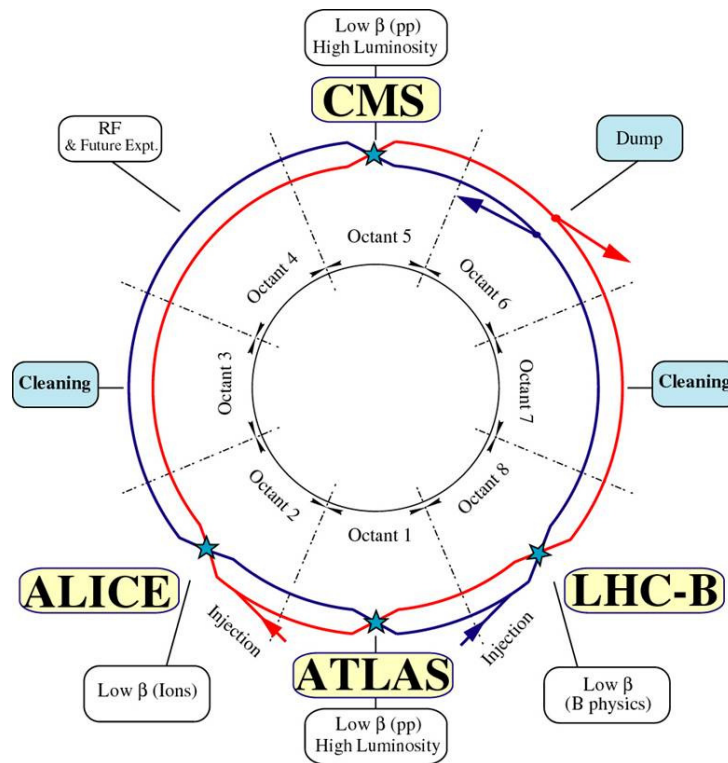 Low β (pp)
High Luminosity
CMS
RF
& Future Expt.
Dump
Octant 5
Octant 4
Octant 6
Cleaning
Octant 3
Octant 7
Cleaning
Octant 2
Octant 8
Octant 1
ALICE
LHC-B
Injection
Injection
ATLAS
Low β (Ions)
Low β
(B physics)
Low β (pp)
High Luminosity